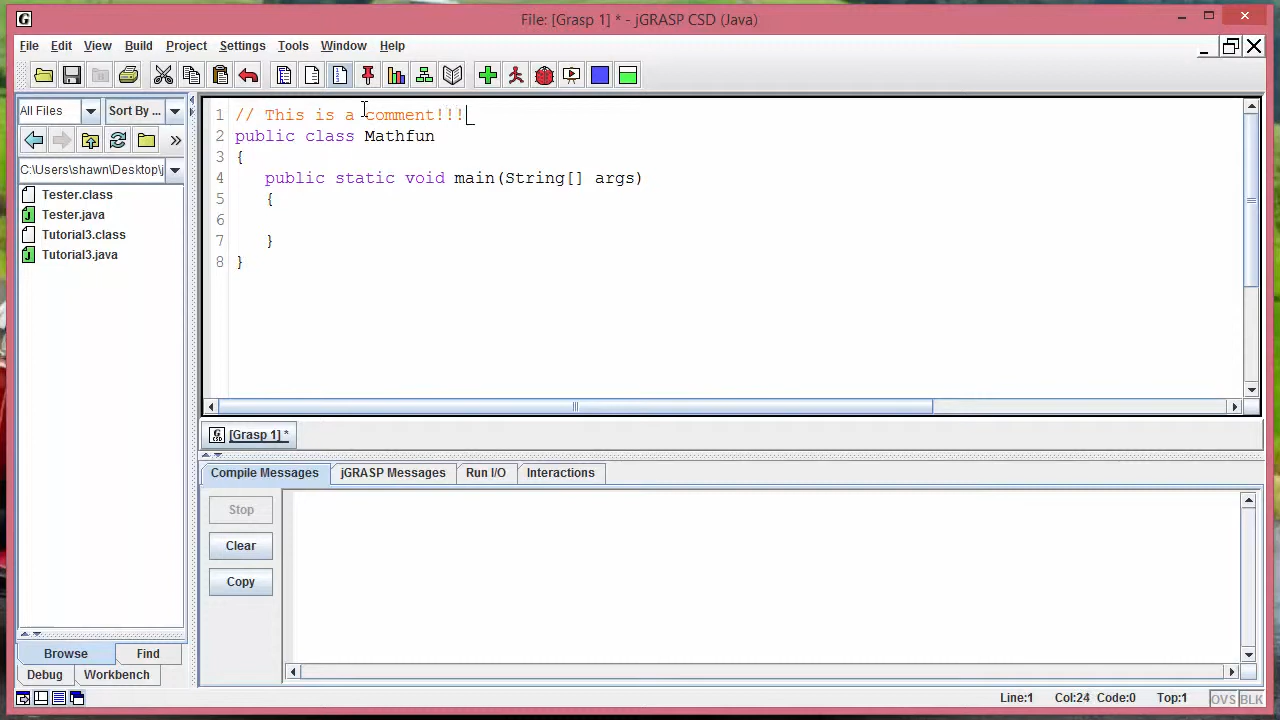 File: [Grasp 1] * - jGRASP CSD (Java)
File Edit View Build Project Settings Tools Window Help
All Files Sort By ...
C:\Users\shawn\Desktop\j
Tester.class
Tester.java
Tutorial3.class
Tutorial3.java
Browse Find
Debug Workbench
1 // This is a comment!!!
2 public class Mathfun
3 {
4 public static void main(String[] args)
5 {
6
7 }
8 }
[Grasp 1] *
Compile Messages jGRASP Messages Run I/O Interactions
Stop
Clear
Copy
Line:1 Col:24 Code:0 Top:1 OVS BLK